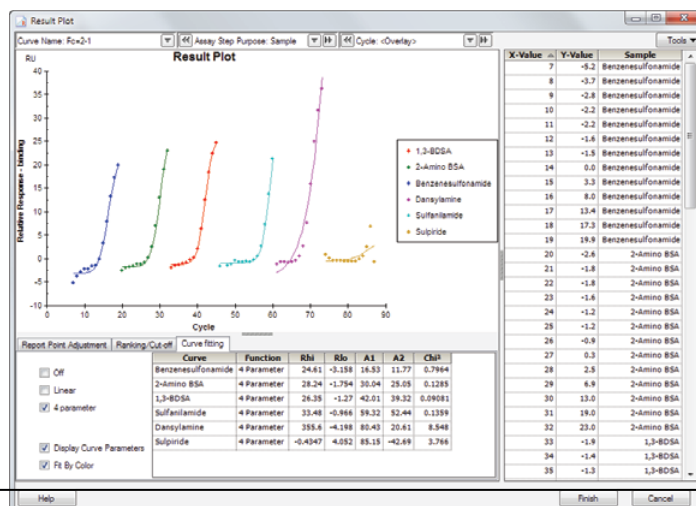 Result Plot
Curve Name: Fc=2-1
Assay Step Purpose: Sample
Cycle: <Overlay>
Tools
RU
Result Plot
40
35
30
25
20
15
10
5
0
-5
-10
Relative Response - binding
0 10 20 30 40 50 60 70 80 90
Cycle
1,3-BDSA
2-Amino BSA
Benzenesulfonamide
Dansylamine
Sulfanilamide
Sulpiride
X-Value Y-Value Sample
7 -5.2 Benzenesulfonamide
8 -3.7 Benzenesulfonamide
9 -2.8 Benzenesulfonamide
10 -2.2 Benzenesulfonamide
11 -2.2 Benzenesulfonamide
12 -1.6 Benzenesulfonamide
13 -1.5 Benzenesulfonamide
14 0.0 Benzenesulfonamide
15 3.3 Benzenesulfonamide
16 8.0 Benzenesulfonamide
17 13.4 Benzenesulfonamide
18 17.3 Benzenesulfonamide
19 19.9 Benzenesulfonamide
20 -2.6 2-Amino BSA
21 -1.8 2-Amino BSA
22 -1.8 2-Amino BSA
23 -1.6 2-Amino BSA
24 -1.2 2-Amino BSA
25 -1.2 2-Amino BSA
26 -0.9 2-Amino BSA
27 0.3 2-Amino BSA
28 2.5 2-Amino BSA
29 6.9 2-Amino BSA
30 13.0 2-Amino BSA
31 19.0 2-Amino BSA
32 23.0 2-Amino BSA
33 -1.9 1,3-BDSA
34 -1.4 1,3-BDSA
35 -1.3 1,3-BDSA
Report Point Adjustment Ranking/Cut-off Curve fitting
Off
Linear
4 parameter
Display Curve Parameters
Fit By Color
Curve Function Rhi Rlo A1 A2 Chi²
Benzenesulfonamide 4 Parameter 24.61 -3.158 16.53 11.77 0.7964
2-Amino BSA 4 Parameter 28.24 -1.754 30.04 25.05 0.1285
1,3-BDSA 4 Parameter 26.35 -1.27 42.01 39.32 0.09081
Sulfanilamide 4 Parameter 33.48 -0.966 59.32 52.44 0.1359
Dansylamine 4 Parameter 355.6 -4.198 80.43 20.61 8.548
Sulpiride 4 Parameter -0.4347 4.052 85.15 -42.69 3.766
Help Finish Cancel